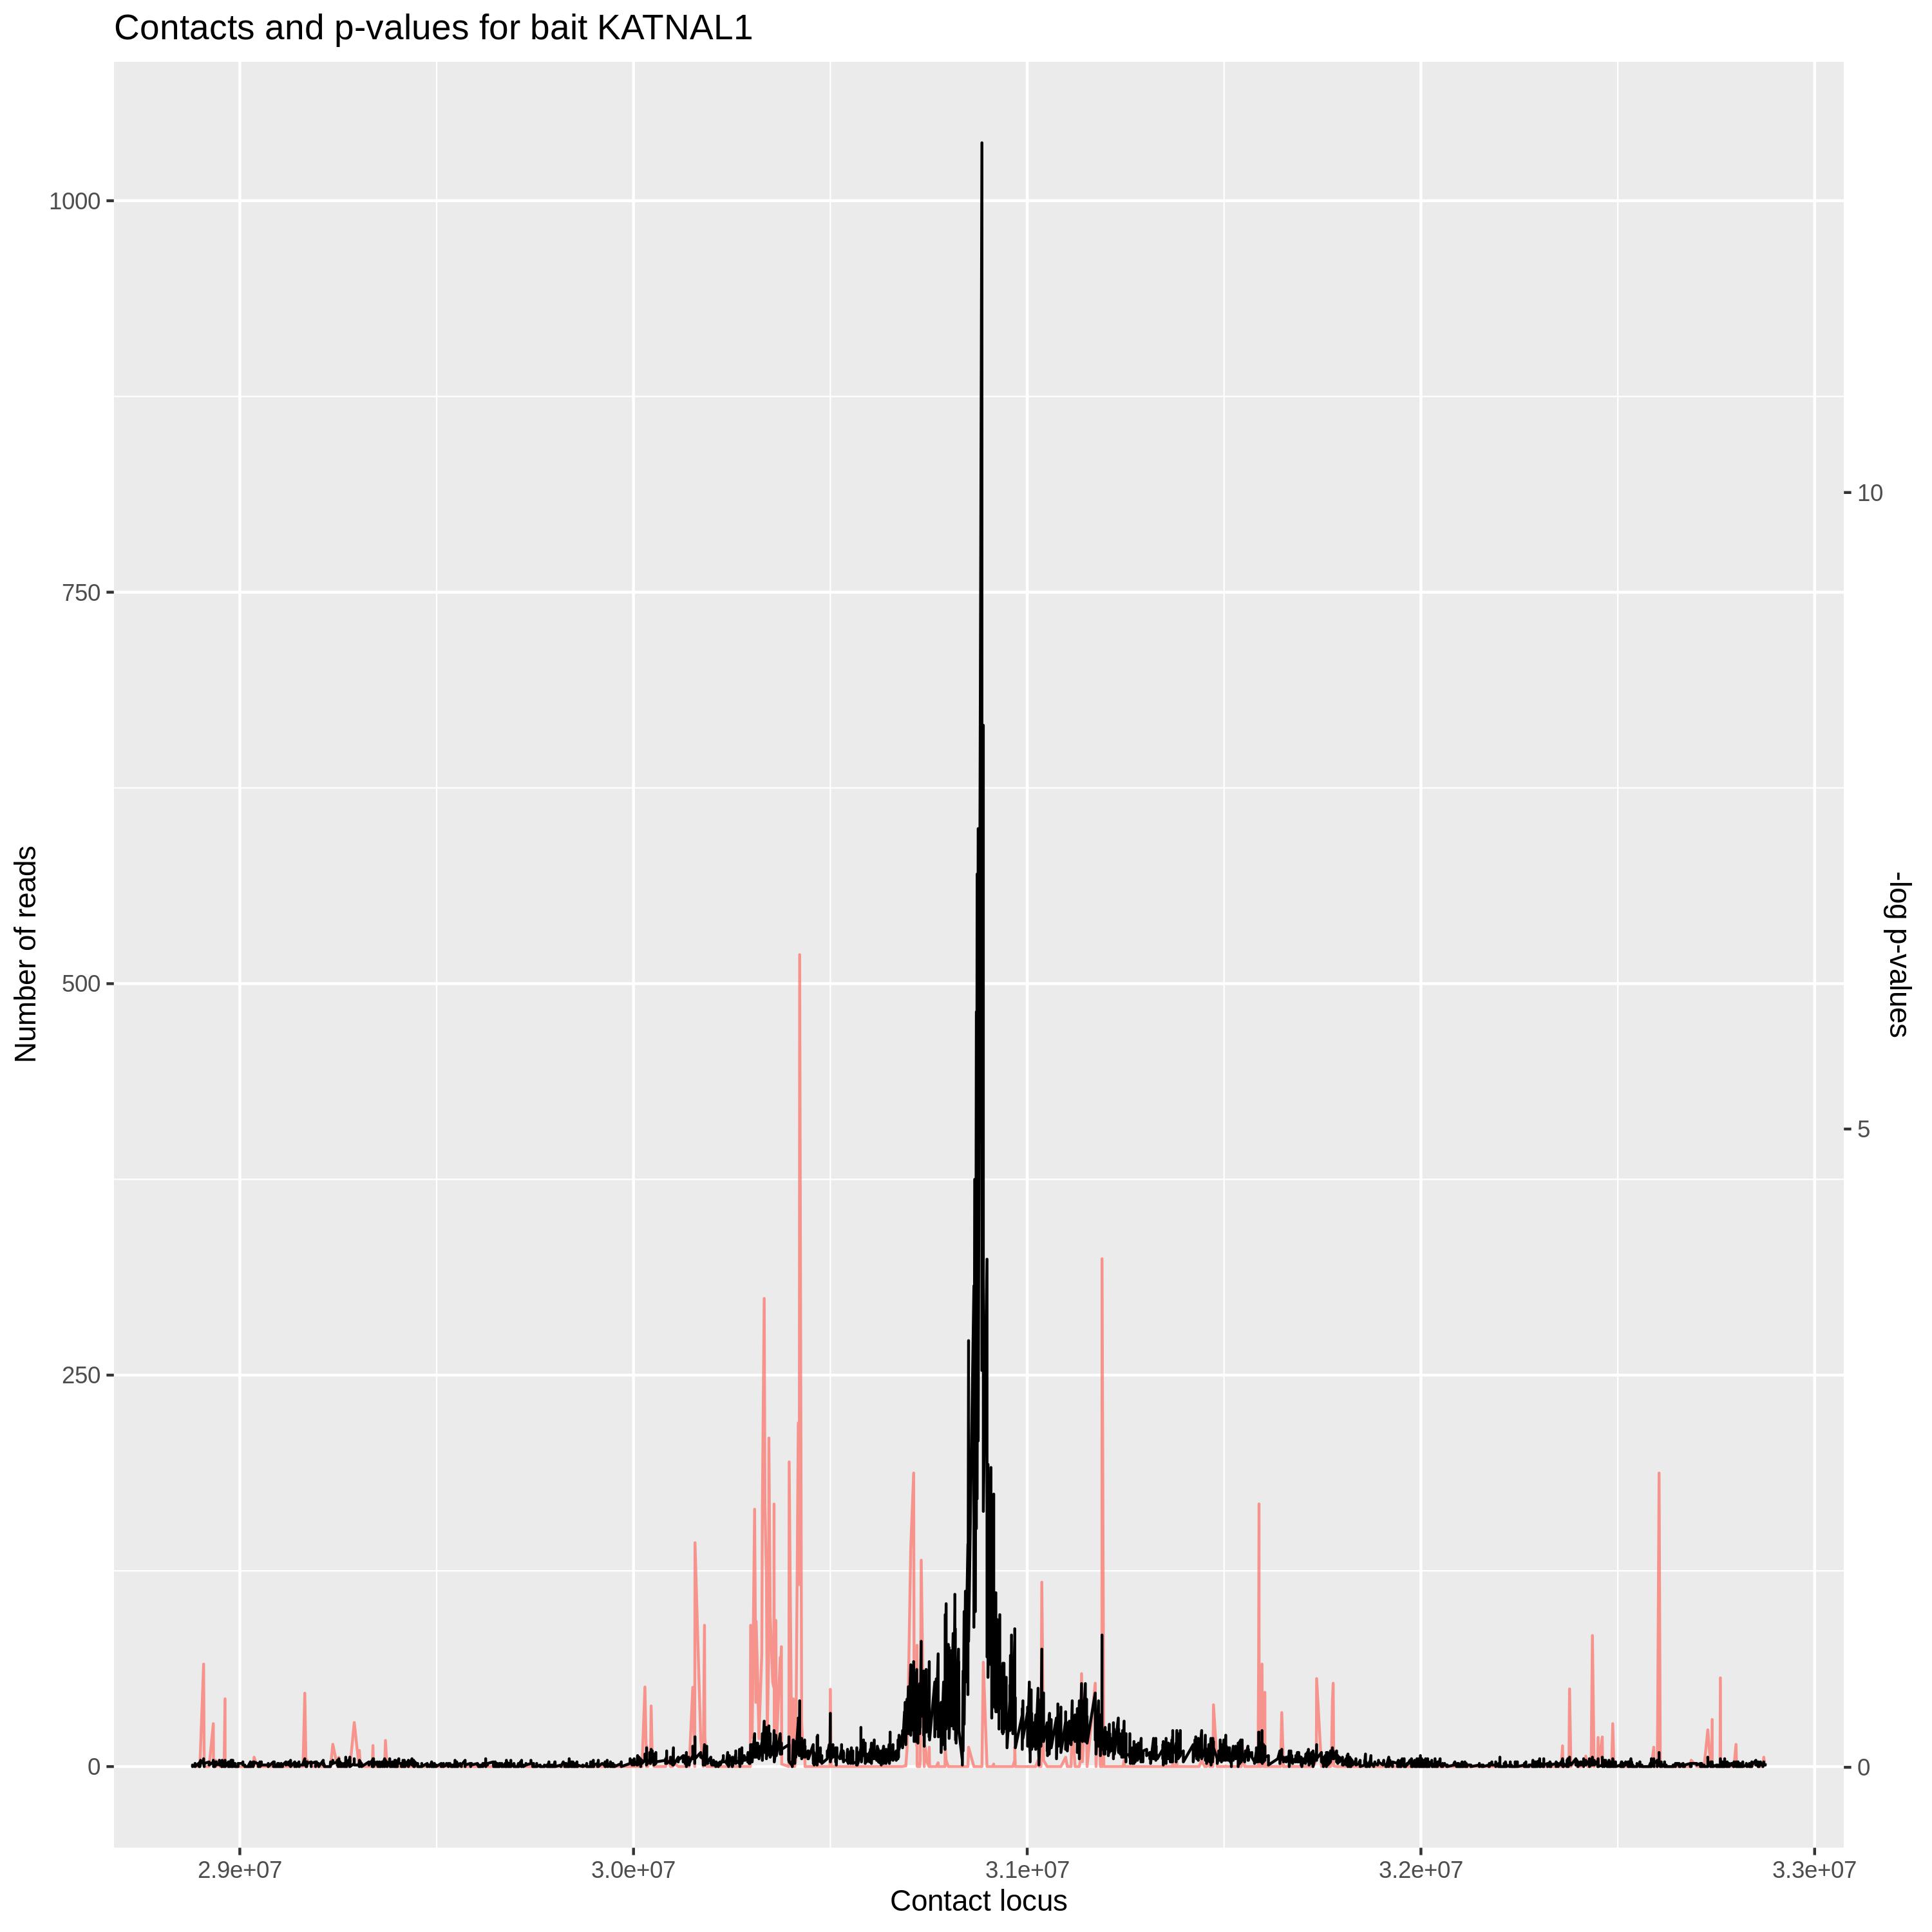 Contacts and p-values for bait KATNAL1
1000
750
500
250
0
Number of reads
10
5
0
-log p-values
2.9e+07
3.0e+07
3.1e+07
3.2e+07
3.3e+07
Contact locus